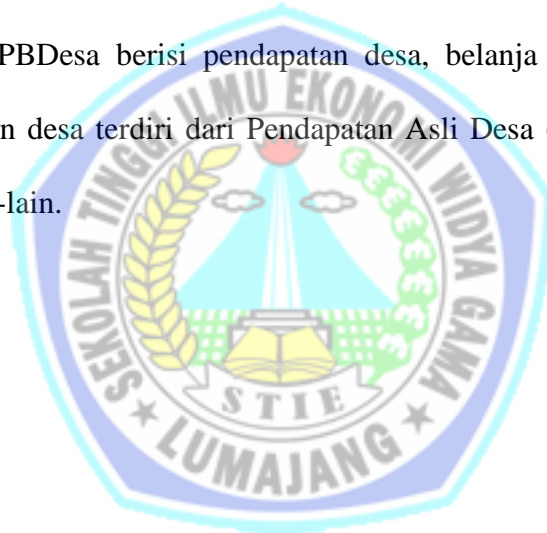 PBDesa berisi pendapatan desa, belanja
n desa terdiri dari Pendapatan Asli Desa
-lain.
SEKOLAH TINGGI ILMU EKONOMI WIDYA GAMA
STIE
LUMAJANG